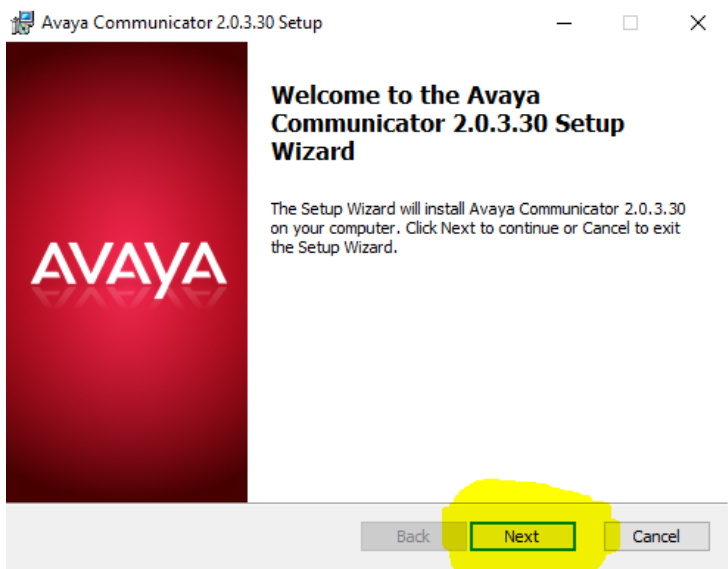 Avaya Communicator 2.0.3.30 Setup
Welcome to the Avaya
Communicator 2.0.3.30 Setup
Wizard
The Setup Wizard will install Avaya Communicator 2.0.3.30
on your computer. Click Next to continue or Cancel to exit
the Setup Wizard.
AVAYA
Back Next Cancel